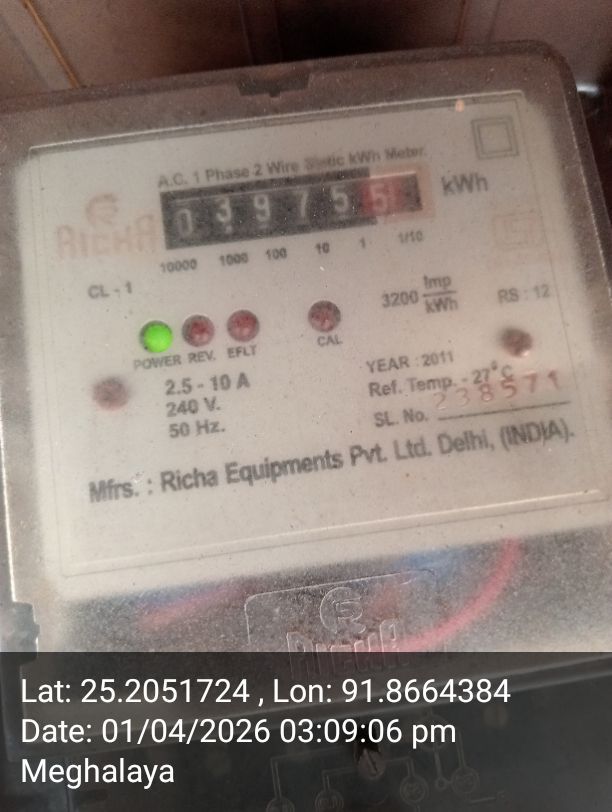 A.C. 1 Phase 2 Wire Static kWh Meter.
RICHA
0 3 9 7 5 5 kWh
10000 1000 100 10 1 1/10
CL - 1
3200 Imp/kWh
RS : 12
POWER REV. EFLT CAL
2.5 - 10 A
240 V.
50 Hz.
YEAR : 2011
Ref. Temp. - 27°C
SL. No. 238571
Mfrs. : Richa Equipments Pvt. Ltd. Delhi, (INDIA).
RICHA
Lat: 25.2051724 , Lon: 91.8664384
Date: 01/04/2026 03:09:06 pm
Meghalaya